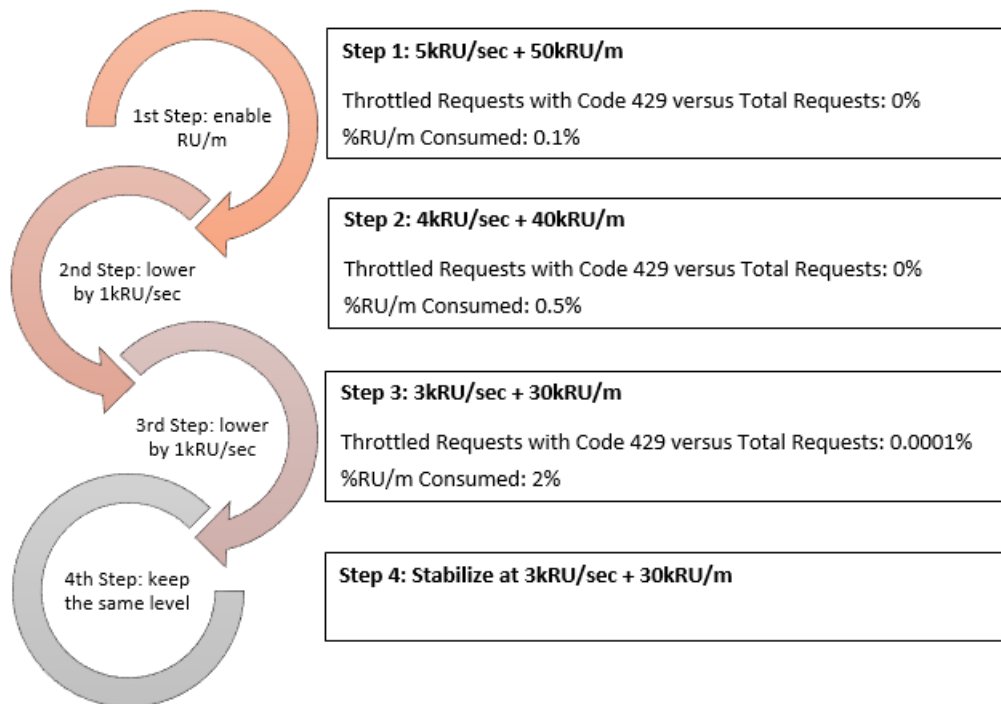 1st Step: enable
RU/m
Step 1: 5kRU/sec + 50kRU/m
Throttled Requests with Code 429 versus Total Requests: 0%
%RU/m Consumed: 0.1%
2nd Step: lower
by 1kRU/sec
Step 2: 4kRU/sec + 40kRU/m
Throttled Requests with Code 429 versus Total Requests: 0%
%RU/m Consumed: 0.5%
3rd Step: lower
by 1kRU/sec
Step 3: 3kRU/sec + 30kRU/m
Throttled Requests with Code 429 versus Total Requests: 0.0001%
%RU/m Consumed: 2%
4th Step: keep
the same level
Step 4: Stabilize at 3kRU/sec + 30kRU/m